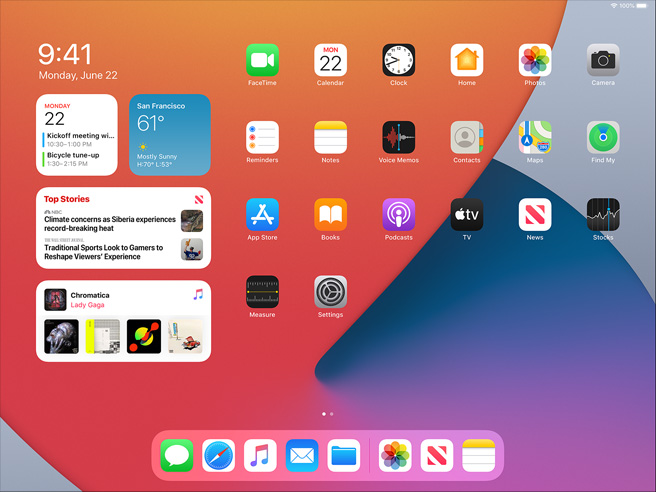 100%
9:41
Monday, June 22
MONDAY
22
Kickoff meeting wi...
10:30–1:00 PM
Bicycle tune-up
1:30–2:15 PM
San Francisco
61°
Mostly Sunny
H:70° L:53°
Top Stories
NBC
Climate concerns as Siberia experiences
record-breaking heat
THE WALL STREET JOURNAL
Traditional Sports Look to Gamers to
Reshape Viewers' Experience
Chromatica
Lady Gaga
MON
22
FaceTime
Calendar
Clock
Home
Photos
Camera
Reminders
Notes
Voice Memos
Contacts
Maps
Find My
tv
App Store
Books
Podcasts
TV
News
Stocks
Measure
Settings